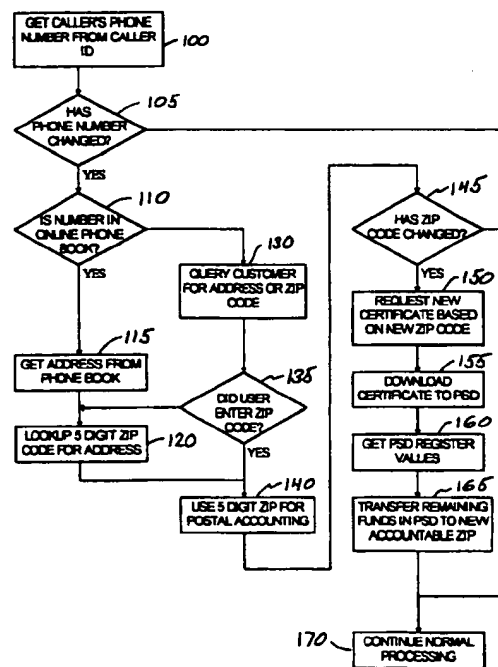 GET CALLER'S PHONE
NUMBER FROM CALLER
ID
100
105
HAS
PHONE NUMBER
CHANGED?
YES
110
IS NUMBER IN
ONLINE PHONE
BOOK?
YES
130
QUERY CUSTOMER
FOR ADDRESS OR ZIP
CODE
115
GET ADDRESS FROM
PHONE BOOK
135
DID USER
ENTER ZIP
CODE?
YES
LOOKUP 5 DIGIT ZIP
CODE FOR ADDRESS
120
140
USE 5 DIGIT ZIP FOR
POSTAL ACCOUNTING
145
HAS ZIP
CODE CHANGED?
YES
150
REQUEST NEW
CERTIFICATE BASED
ON NEW ZIP CODE
155
DOWNLOAD
CERTIFICATE TO PSD
160
GET PSD REGISTER
VALUES
165
TRANSFER REMAINING
FUNDS IN PSD TO NEW
ACCOUNTABLE ZIP
170
CONTINUE NORMAL
PROCESSING